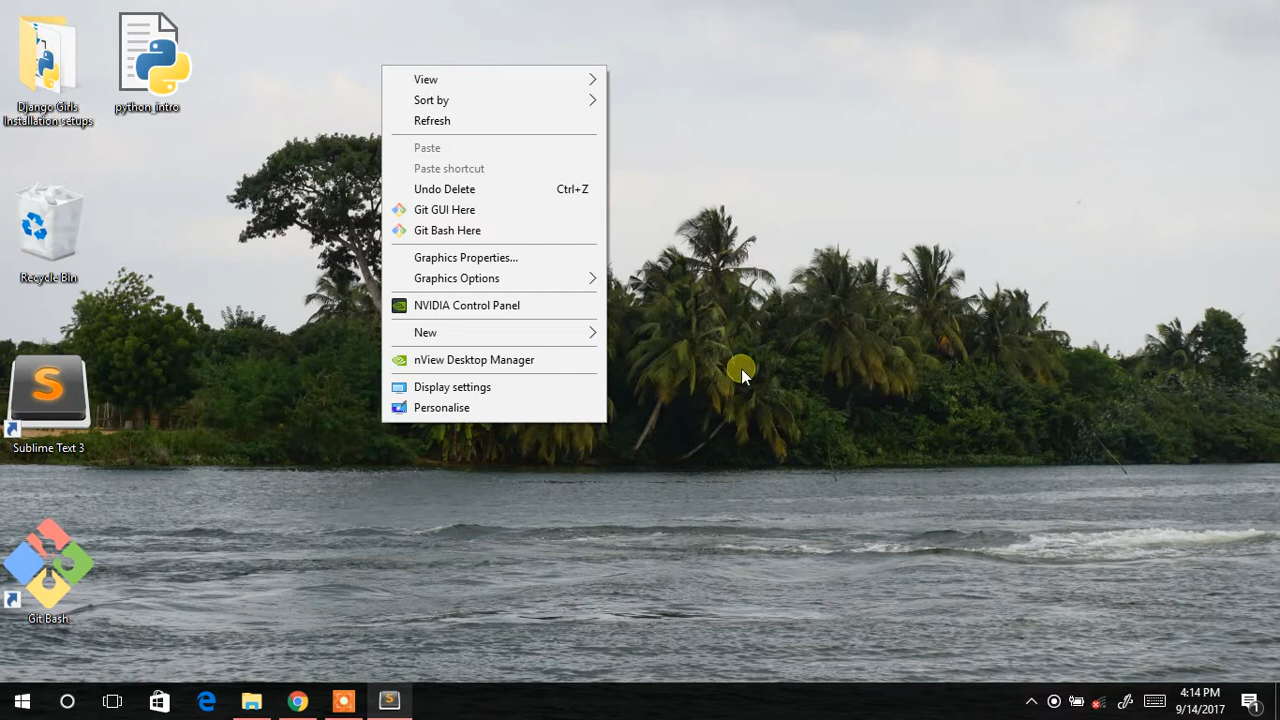 Django Girls
Installation setups
python_intro
Recycle Bin
Sublime Text 3
Git Bash
View
Sort by
Refresh
Paste
Paste shortcut
Undo Delete Ctrl+Z
Git GUI Here
Git Bash Here
Graphics Properties...
Graphics Options
NVIDIA Control Panel
New
nView Desktop Manager
Display settings
Personalise
4:14 PM
9/14/2017
1